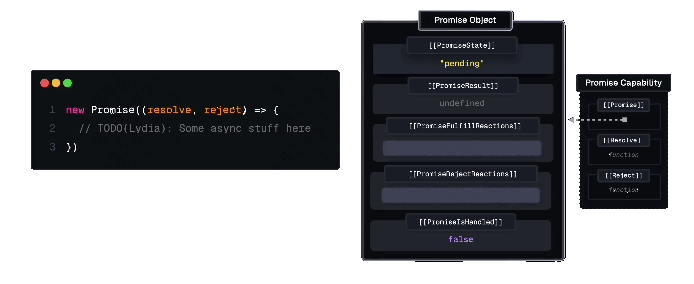 1 new Promise((resolve, reject) => {
2 // TODO(Lydia): Some async stuff here
3 })
Promise Object
[[PromiseState]]
"pending"
[[PromiseResult]]
undefined
[[PromiseFulfillReactions]]
[[PromiseRejectReactions]]
[[PromiseIsHandled]]
false
Promise Capability
[[Promise]]
[[Resolve]]
function
[[Reject]]
function